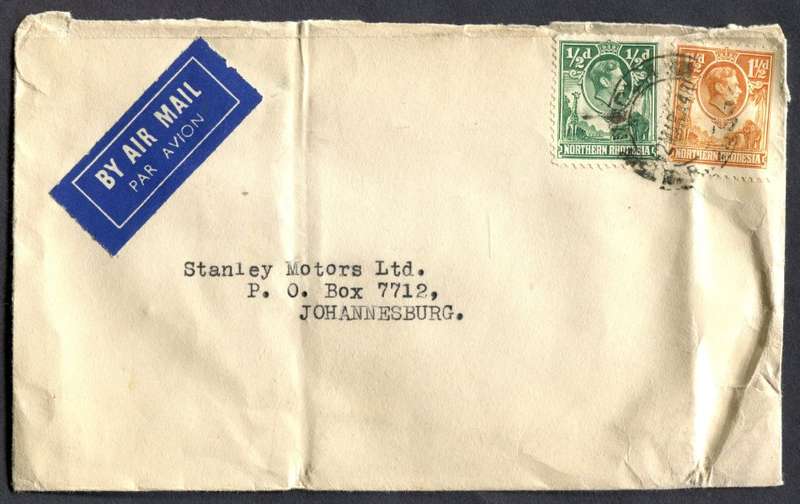 BY AIR MAIL
PAR AVION
½d ½d
NORTHERN RHODESIA
1½d 1½
NORTHERN RHODESIA
Stanley Motors Ltd.
P. O. Box 7712,
JOHANNESBURG.